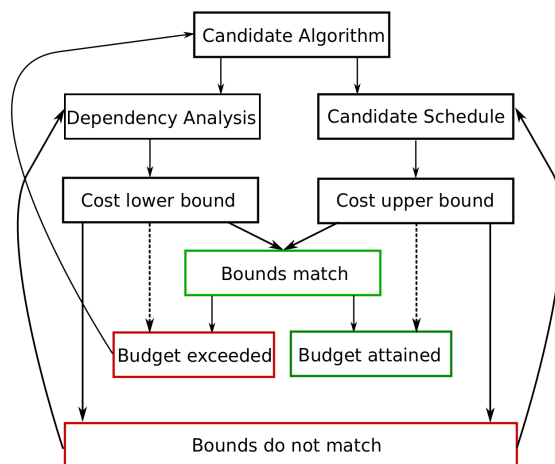 Candidate Algorithm
Dependency Analysis
Candidate Schedule
Cost lower bound
Cost upper bound
Bounds match
Budget exceeded
Budget attained
Bounds do not match